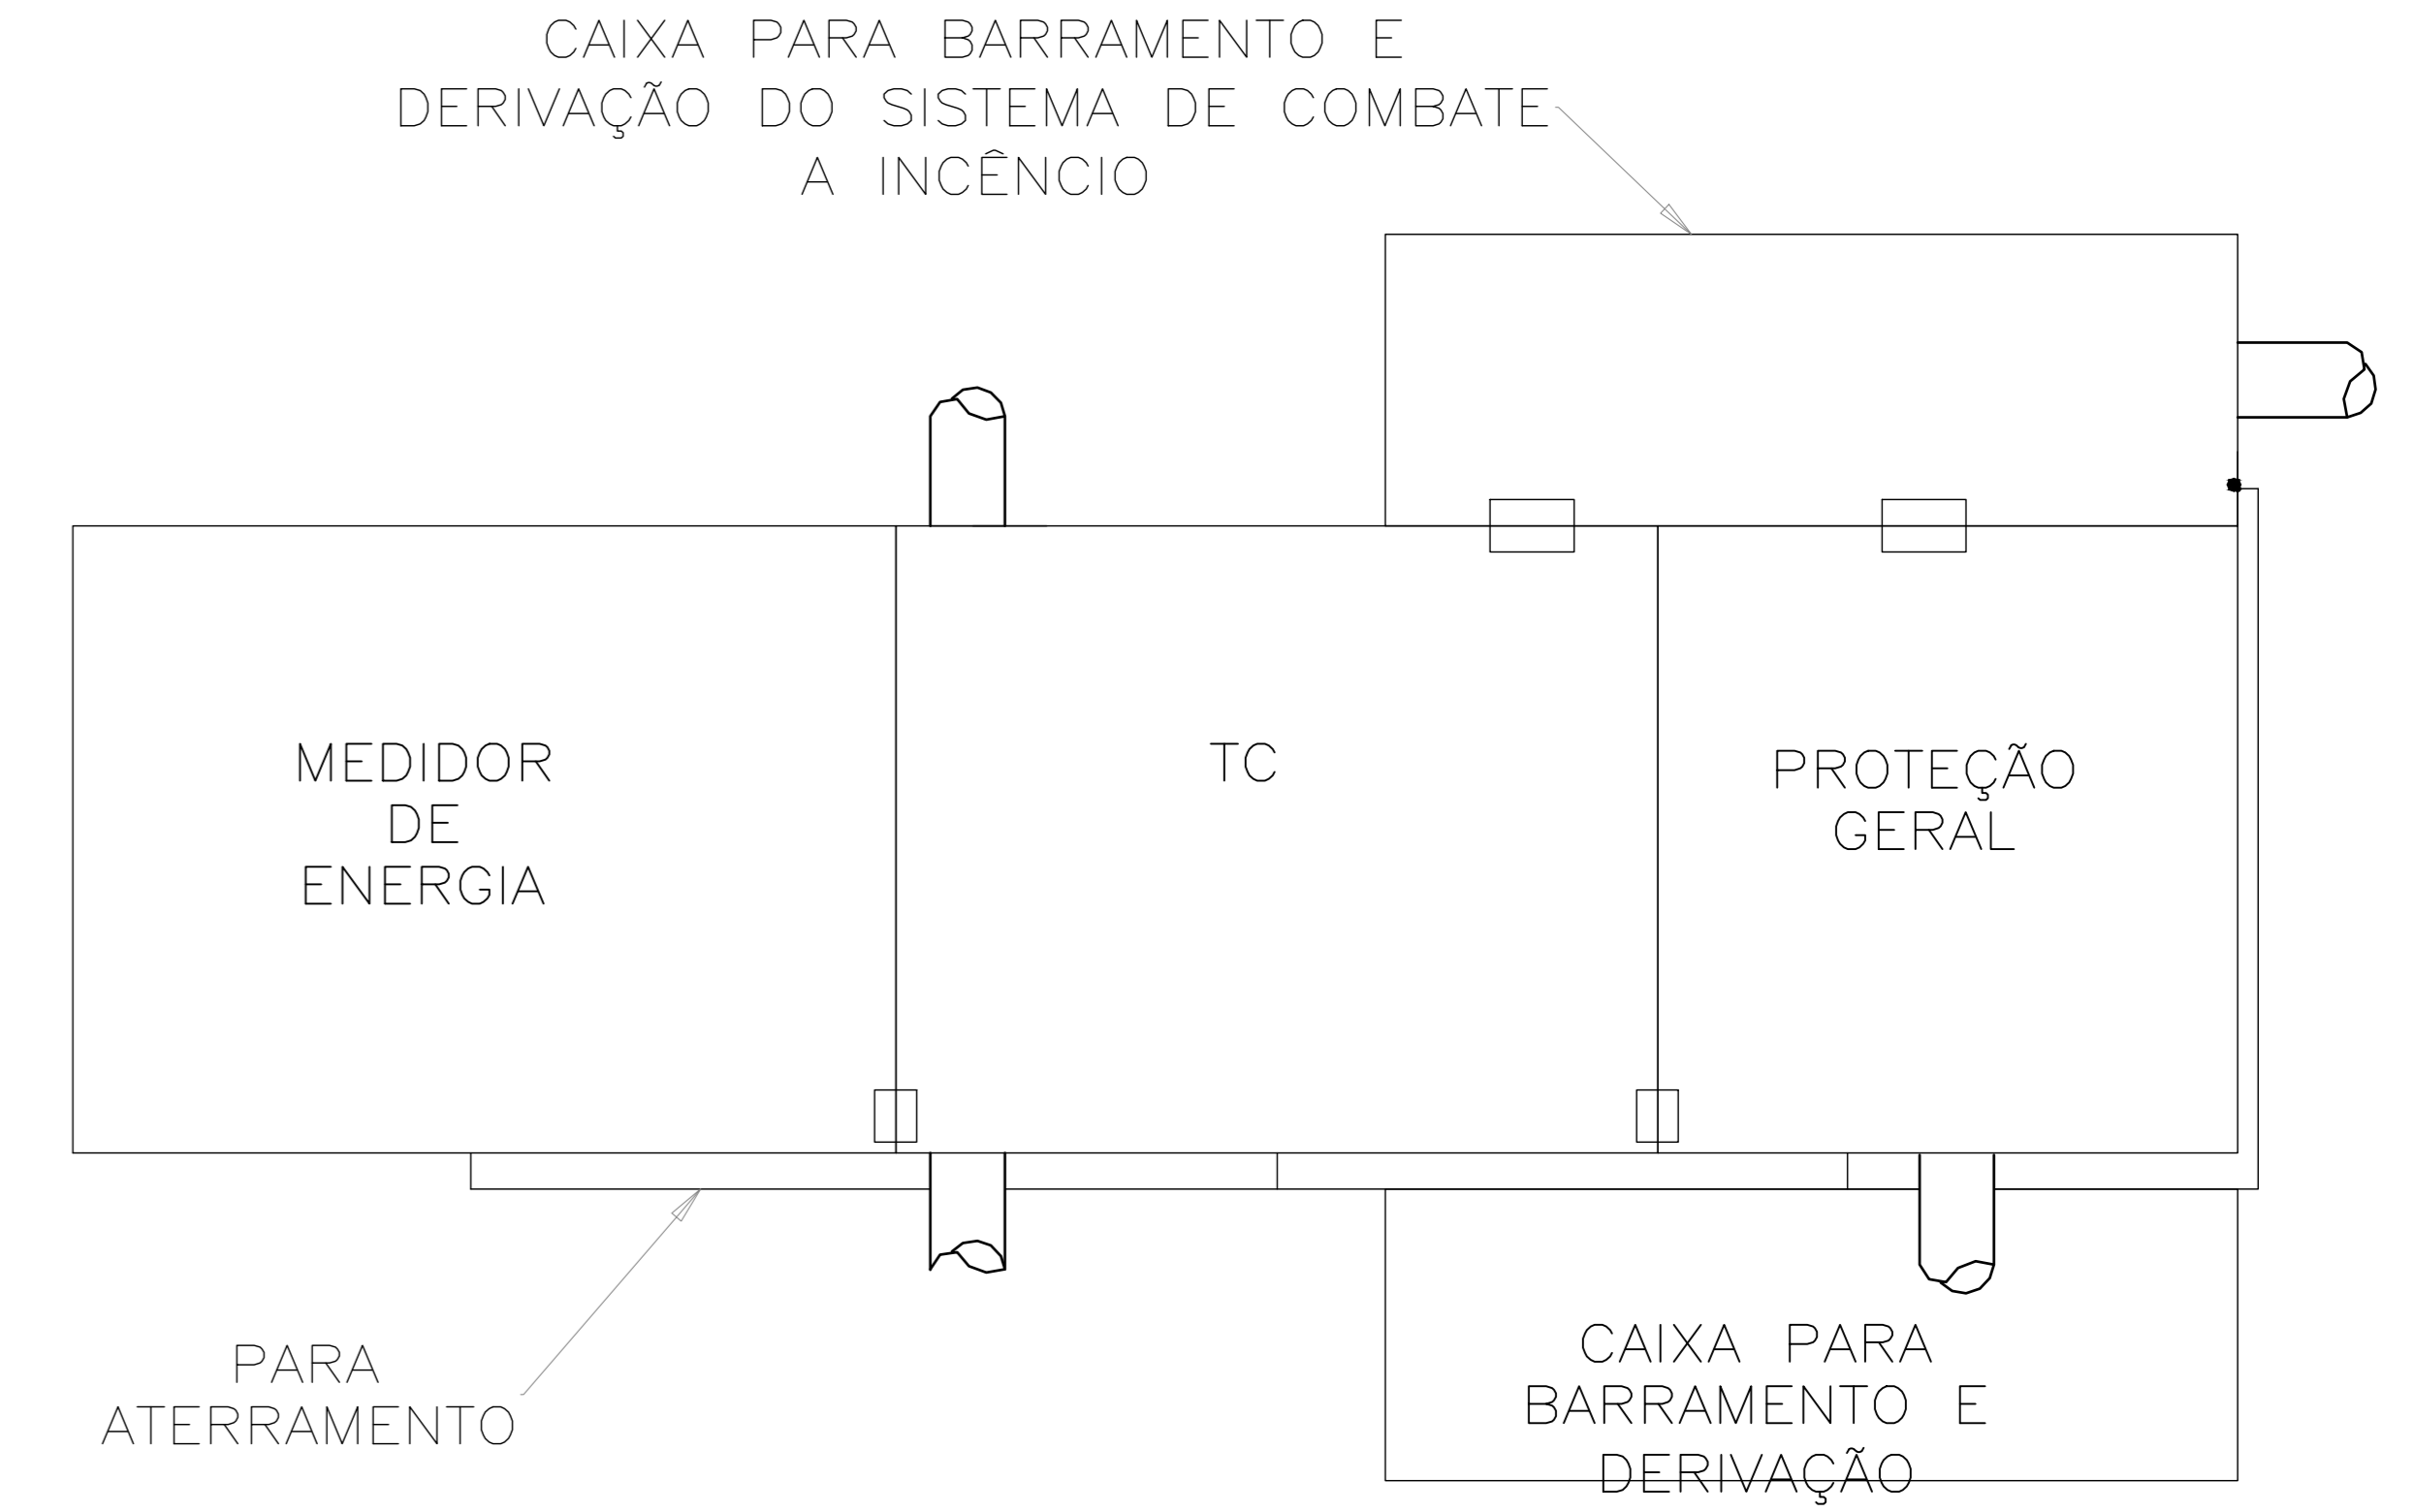 CAIXA PARA BARRAMENTO E
DERIVAÇÃO DO SISTEMA DE COMBATE
A INCÊNCIO
MEDIDOR
DE
ENERGIA
TC
PROTEÇÃO
GERAL
PARA
ATERRAMENTO
CAIXA PARA
BARRAMENTO E
DERIVAÇÃO